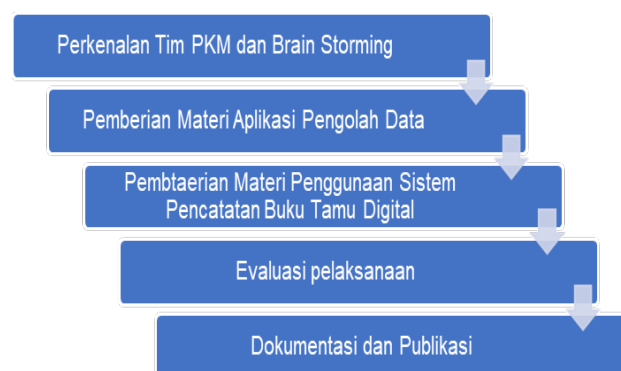 Perkenalan Tim PKM dan Brain Storming
Pemberian Materi Aplikasi Pengolah Data
Pembtaerian Materi Penggunaan Sistem
Pencatatan Buku Tamu Digital
Evaluasi pelaksanaan
Dokumentasi dan Publikasi